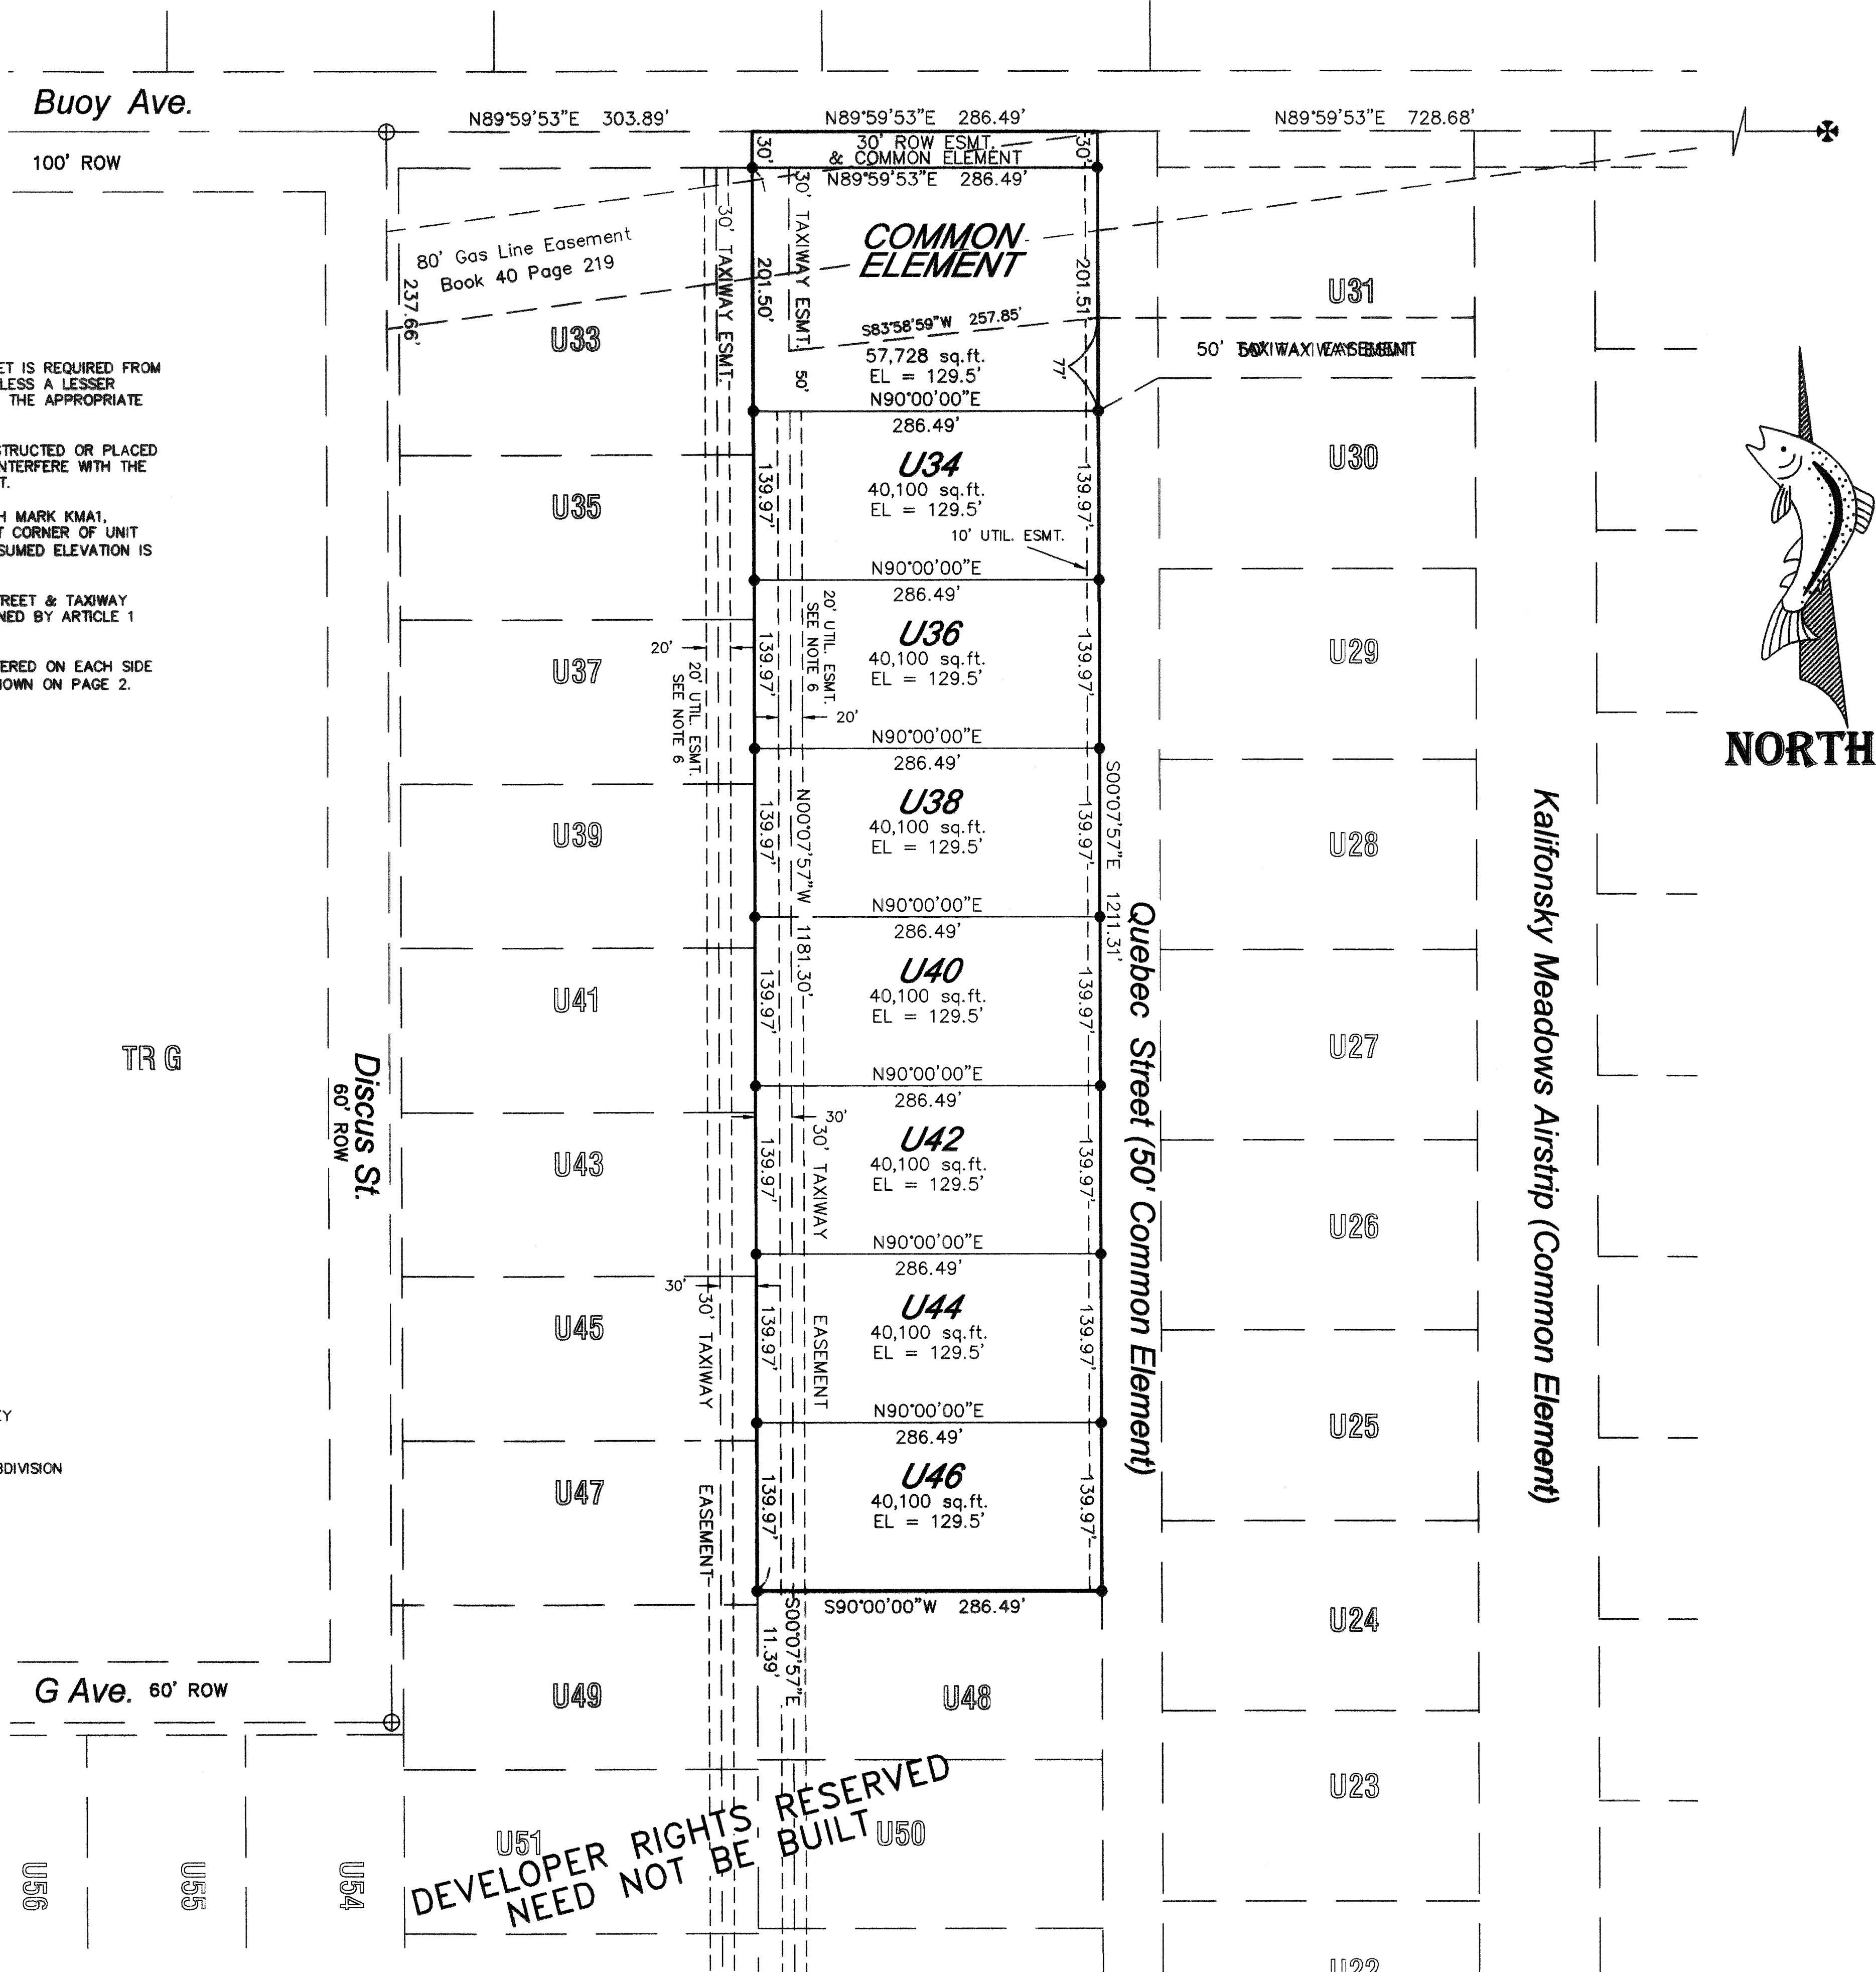 Buoy Ave.
100' ROW
N89°59'53"E 303.89'
N89°59'53"E 286.49'
N89°59'53"E 728.68'
30'
30' ROW ESMT.
& COMMON ELEMENT
30'
N89°59'53"E 286.49'
80' Gas Line Easement
Book 40 Page 219
237.66'
30' TAXIWAY ESMT.
201.50'
30' TAXIWAY ESMT.
50'
COMMON
ELEMENT
201.51'
S83°58'59"W 257.85'
57,728 sq.ft.
EL = 129.5'
77'
N90°00'00"E
286.49'
U31
50' TAXIWAY EASEMENT
U33
ET IS REQUIRED FROM
LESS A LESSER
THE APPROPRIATE
STRUCTED OR PLACED
NTERFERE WITH THE
T.
H MARK KMA1,
T CORNER OF UNIT
SUMED ELEVATION IS
REET & TAXIWAY
NED BY ARTICLE 1
ERED ON EACH SIDE
HOWN ON PAGE 2.
U34
40,100 sq.ft.
EL = 129.5'
139.97'
139.97'
10' UTIL. ESMT.
N90°00'00"E
286.49'
U30
U35
U36
40,100 sq.ft.
EL = 129.5'
139.97'
139.97'
20' UTIL. ESMT.
SEE NOTE 6
20'
N90°00'00"E
286.49'
U29
U37
20'
20' UTIL. ESMT.
SEE NOTE 6
NORTH
U38
40,100 sq.ft.
EL = 129.5'
139.97'
139.97'
N00°07'57"W 1181.30'
S00°07'57"E 1211.31'
N90°00'00"E
286.49'
U28
U39
U40
40,100 sq.ft.
EL = 129.5'
139.97'
139.97'
N90°00'00"E
286.49'
U27
U41
TR G
Discus St.
60' ROW
Quebec Street (50' Common Element)
Kalifonsky Meadows Airstrip (Common Element)
30'
30' TAXIWAY
EASEMENT
U42
40,100 sq.ft.
EL = 129.5'
139.97'
139.97'
N90°00'00"E
286.49'
U26
U43
U44
40,100 sq.ft.
EL = 129.5'
139.97'
139.97'
30'
30' TAXIWAY
EASEMENT
N90°00'00"E
286.49'
U25
U45
EY
BDIVISION
U46
40,100 sq.ft.
EL = 129.5'
139.97'
139.97'
U47
S90°00'00"W 286.49'
S00°07'57"E
11.39'
U24
G Ave. 60' ROW
U49
U48
U23
DEVELOPER RIGHTS RESERVED
NEED NOT BE BUILT
U51
U50
U56
U55
U54
U22